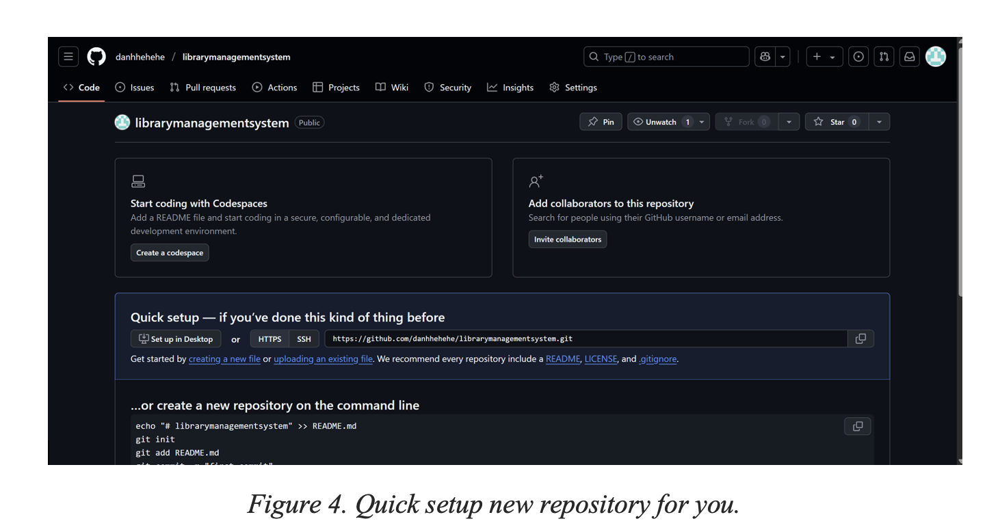 danhhehehe / librarymanagementsystem
Type / to search
Code Issues Pull requests Actions Projects Wiki Security Insights Settings
librarymanagementsystem Public
Pin Unwatch 1 Fork 0 Star 0
Start coding with Codespaces
Add a README file and start coding in a secure, configurable, and dedicated
development environment.
Create a codespace
Add collaborators to this repository
Search for people using their GitHub username or email address.
Invite collaborators
Quick setup — if you’ve done this kind of thing before
Set up in Desktop or HTTPS SSH https://github.com/danhhehehe/librarymanagementsystem.git
Get started by creating a new file or uploading an existing file. We recommend every repository include a README, LICENSE, and .gitignore.
…or create a new repository on the command line
echo "# librarymanagementsystem" >> README.md
git init
git add README.md
Figure 4. Quick setup new repository for you.